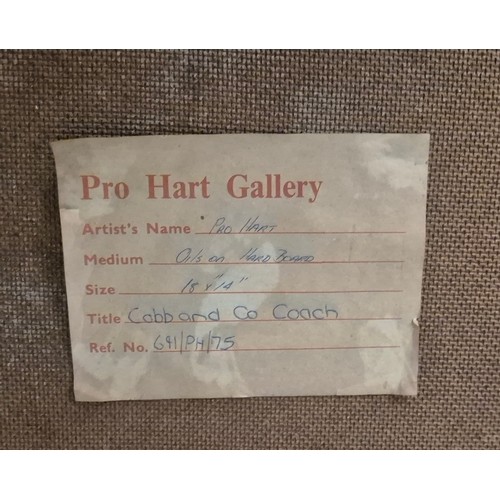 Pro Hart Gallery
Artist's Name Pro Hart
Medium Oils on Hard Board
Size 18" x 14"
Title Cobb and Co Coach
Ref. No. 691/PH/75